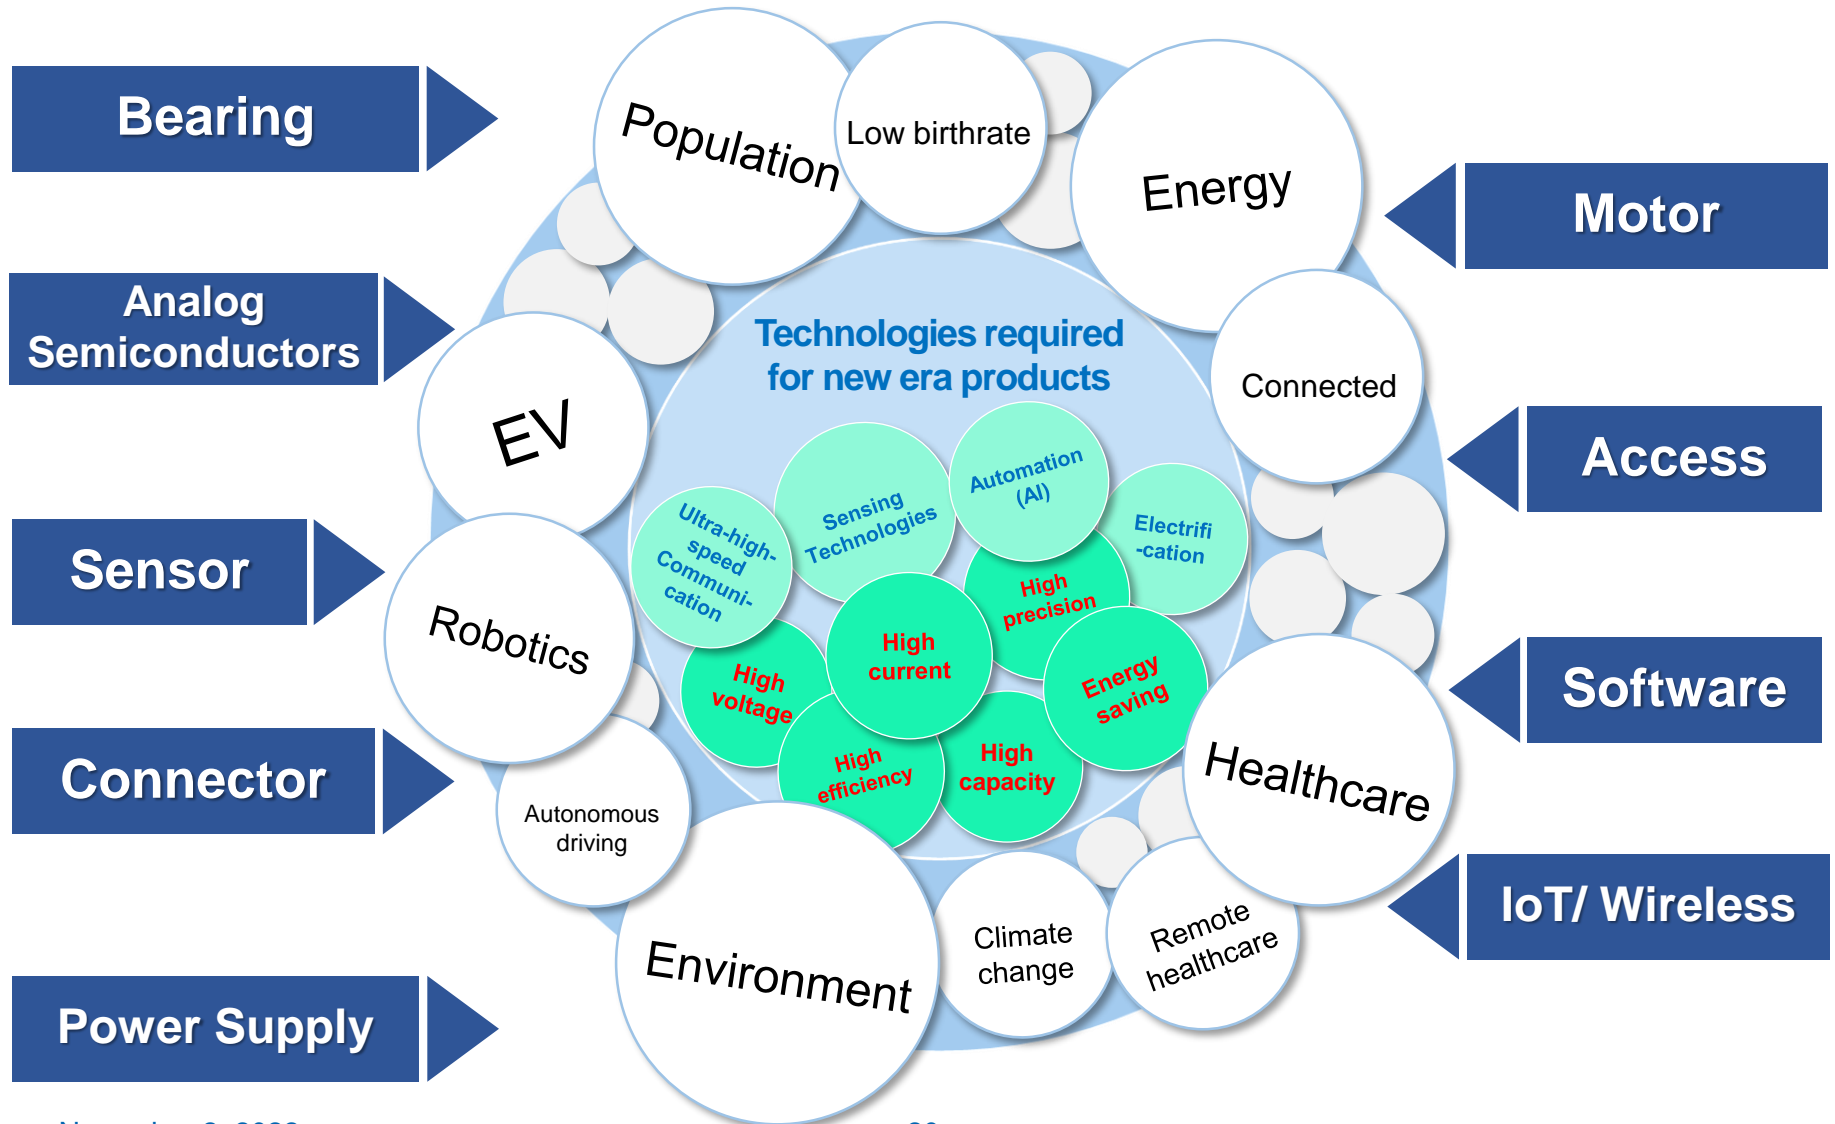 Bearing
Analog
Semiconductors
Sensor
Connector
Power Supply
Population
Low birthrate
Energy
Connected
EV
Robotics
Autonomous
driving
Environment
Climate
change
Remote
healthcare
Healthcare
Technologies required
for new era products
Ultra-high-
speed
Communi-
cation
Sensing
Technologies
Automation
(AI)
Electrifi
-cation
High
voltage
High
current
High
precision
Energy
saving
High
efficiency
High
capacity
Motor
Access
Software
IoT/ Wireless